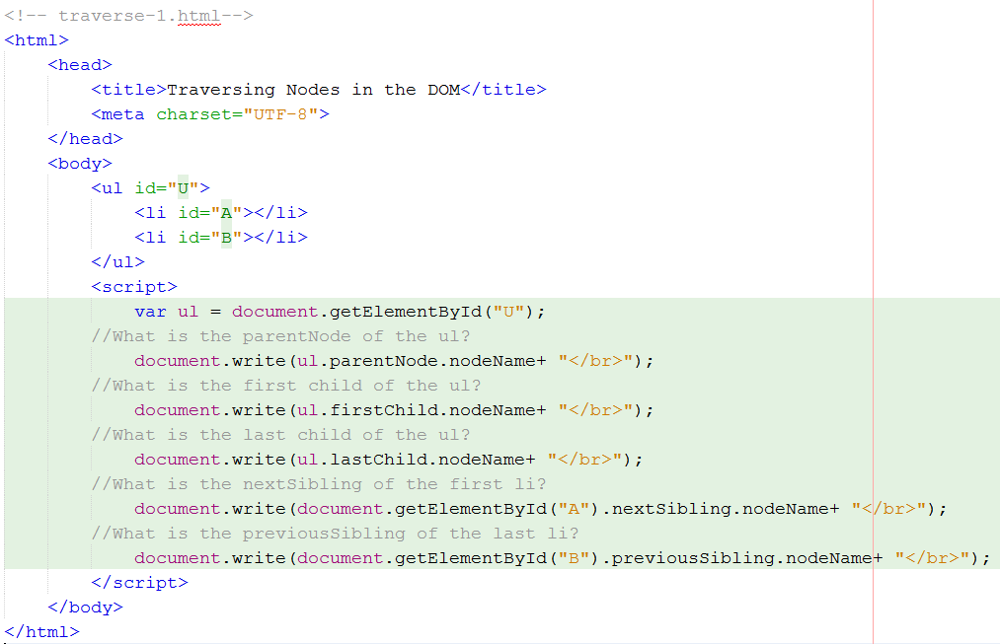 <!-- traverse-1.html-->
<html>
    <head>
        <title>Traversing Nodes in the DOM</title>
        <meta charset="UTF-8">
    </head>
    <body>
        <ul id="U">
            <li id="A"></li>
            <li id="B"></li>
        </ul>
        <script>
            var ul = document.getElementById("U");
        //What is the parentNode of the ul?
            document.write(ul.parentNode.nodeName+ "</br>");
        //What is the first child of the ul?
            document.write(ul.firstChild.nodeName+ "</br>");
        //What is the last child of the ul?
            document.write(ul.lastChild.nodeName+ "</br>");
        //What is the nextSibling of the first li?
            document.write(document.getElementById("A").nextSibling.nodeName+ "</br>");
        //What is the previousSibling of the last li?
            document.write(document.getElementById("B").previousSibling.nodeName+ "</br>");
        </script>
    </body>
</html>